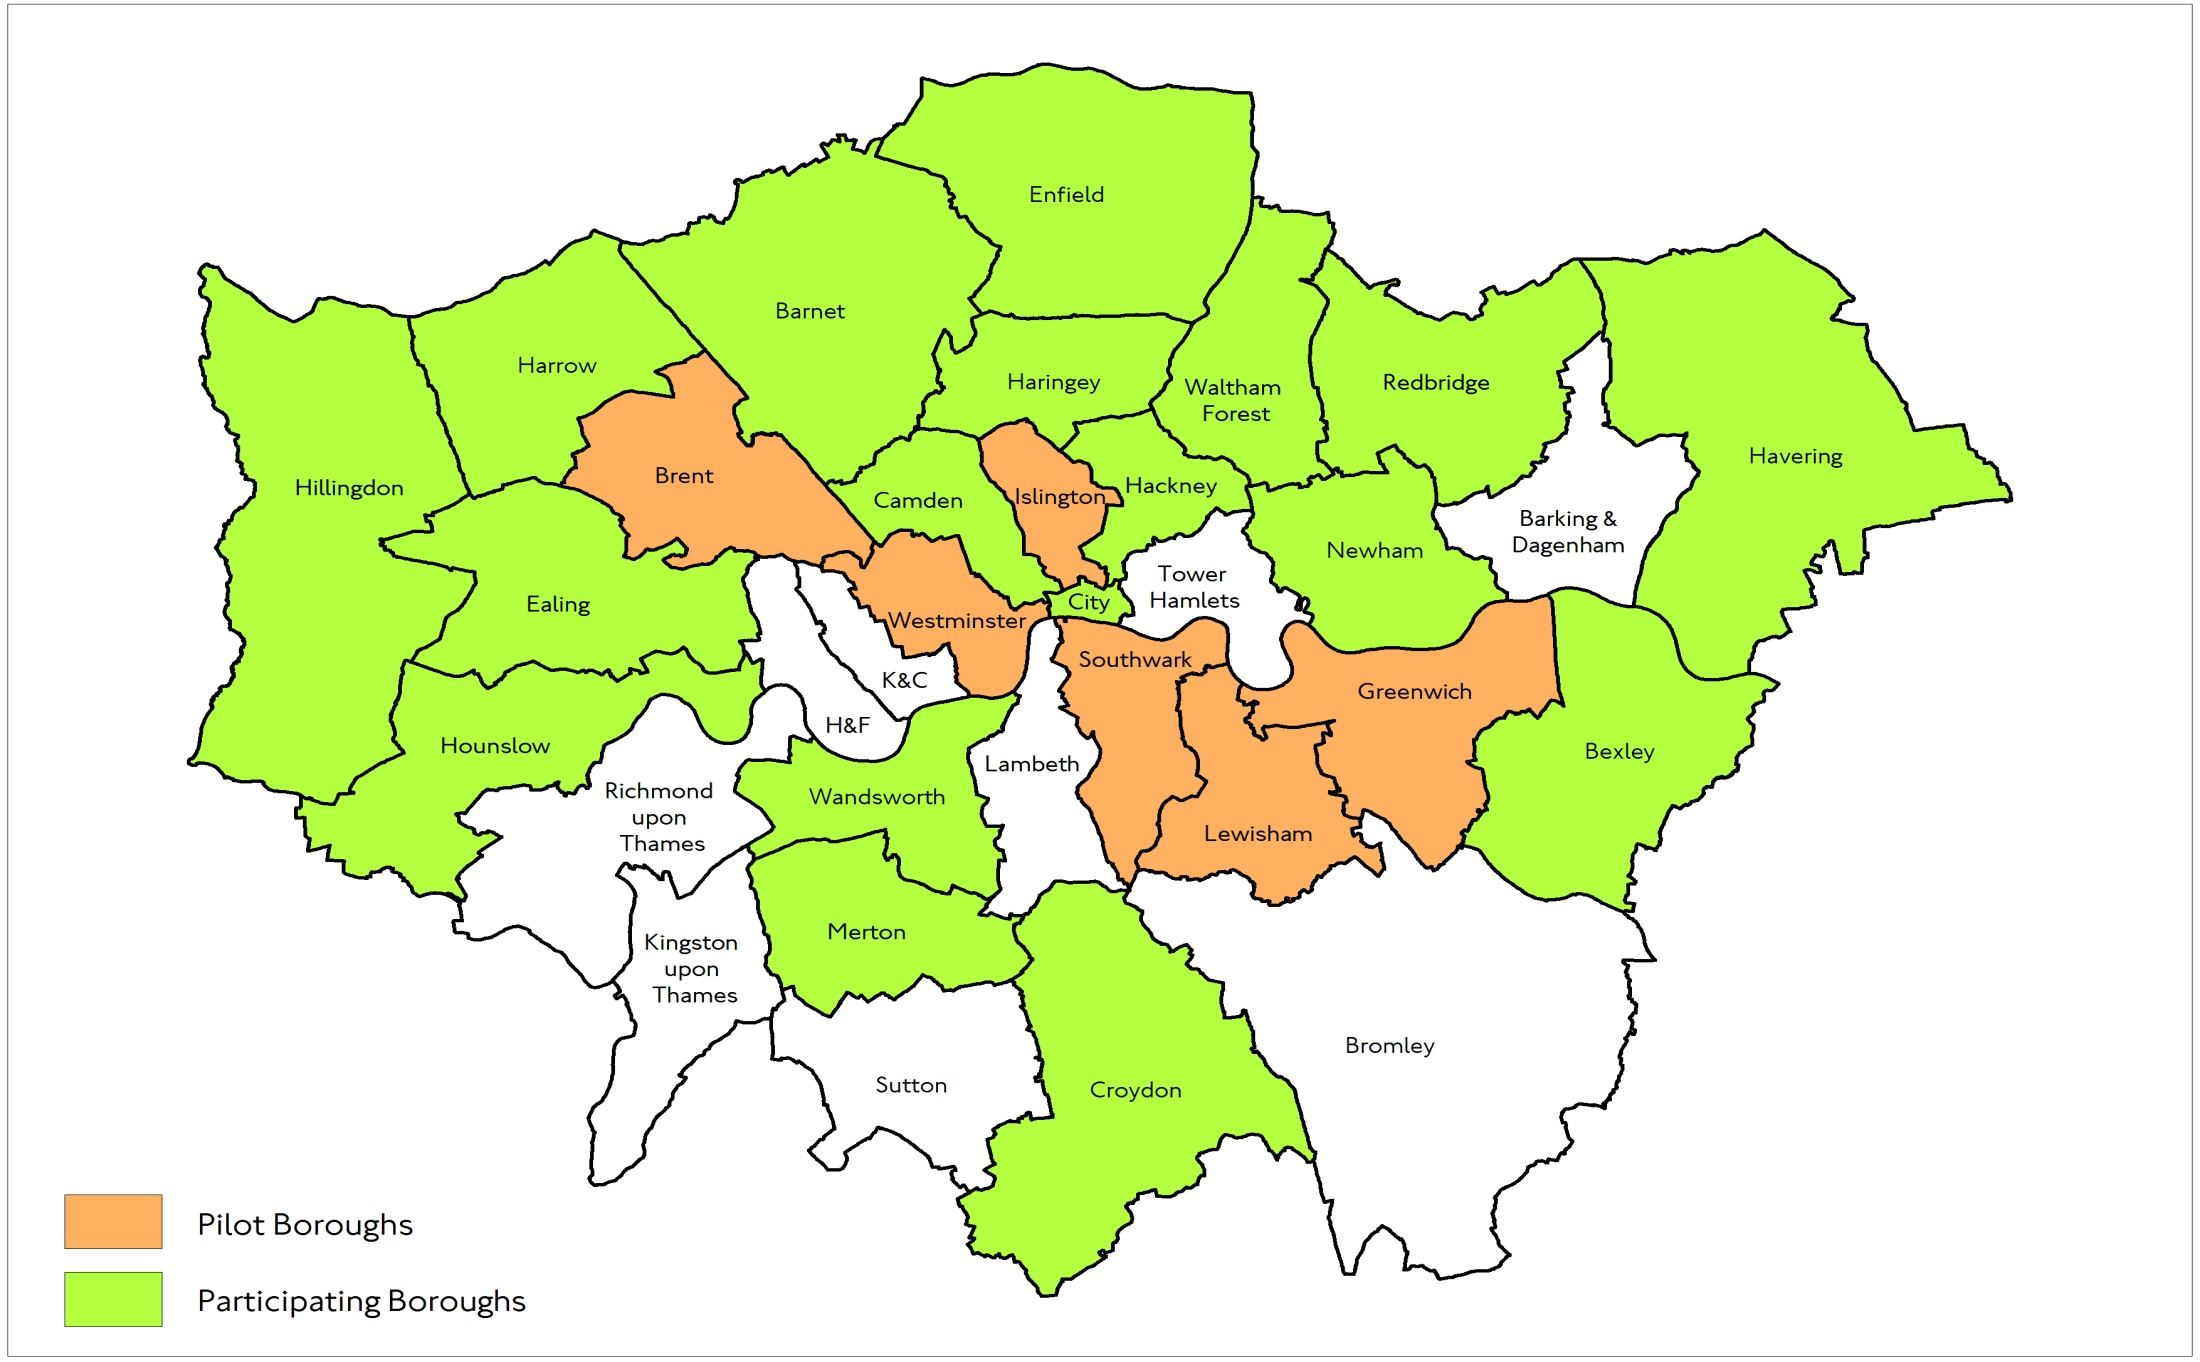 Enfield
Barnet
Harrow
Haringey
Waltham
Forest
Redbridge
Havering
Brent
Hillingdon
Camden
Islington
Hackney
Barking &
Dagenham
Newham
Tower
Hamlets
Ealing
City
Westminster
Southwark
K&C
Greenwich
H&F
Hounslow
Lambeth
Bexley
Richmond
upon
Thames
Wandsworth
Lewisham
Merton
Kingston
upon
Thames
Bromley
Sutton
Croydon
Pilot Boroughs
Participating Boroughs